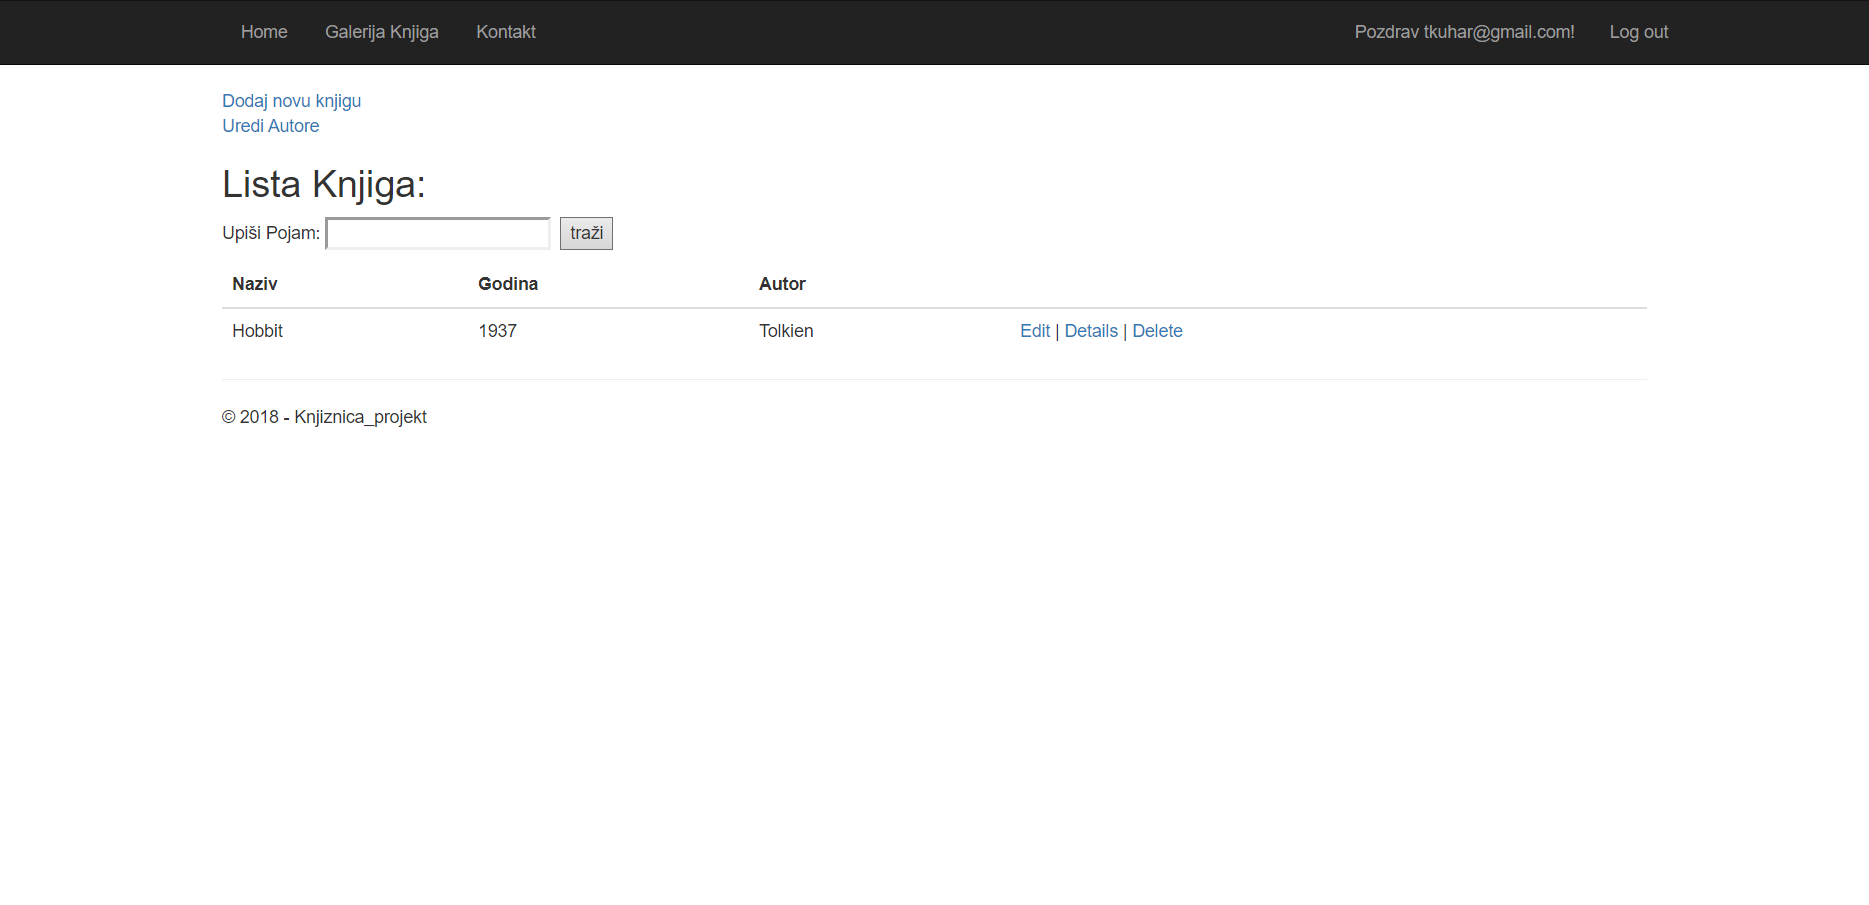 Home Galerija Knjiga Kontakt Pozdrav tkuhar@gmail.com! Log out
Dodaj novu knjigu
Uredi Autore
Lista Knjiga:
Upiši Pojam: traži
Naziv Godina Autor
Hobbit 1937 Tolkien Edit | Details | Delete
© 2018 - Knjiznica_projekt